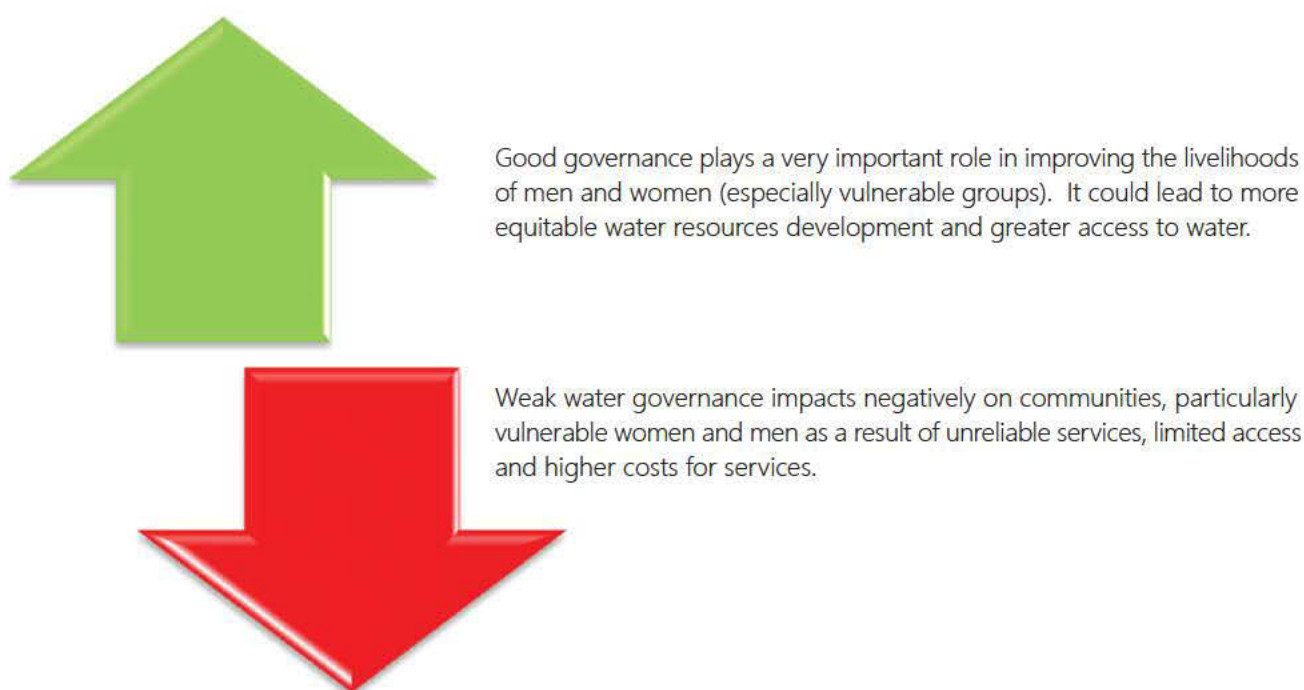 Good governance plays a very important role in improving the livelihoods
of men and women (especially vulnerable groups).  It could lead to more
equitable water resources development and greater access to water.
Weak water governance impacts negatively on communities, particularly
vulnerable women and men as a result of unreliable services, limited access
and higher costs for services.